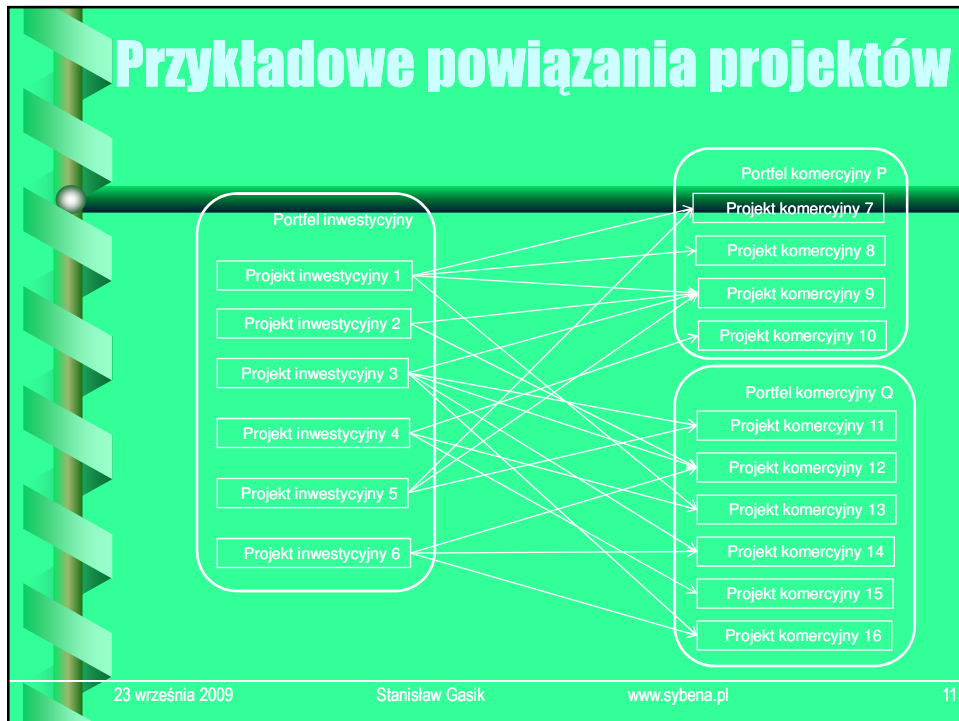 Przykładowe powiązania projektów
Portfel inwestycyjny
Projekt inwestycyjny 1
Projekt inwestycyjny 2
Projekt inwestycyjny 3
Projekt inwestycyjny 4
Projekt inwestycyjny 5
Projekt inwestycyjny 6
Portfel komercyjny P
Projekt komercyjny 7
Projekt komercyjny 8
Projekt komercyjny 9
Projekt komercyjny 10
Portfel komercyjny Q
Projekt komercyjny 11
Projekt komercyjny 12
Projekt komercyjny 13
Projekt komercyjny 14
Projekt komercyjny 15
Projekt komercyjny 16
23 września 2009 Stanisław Gasik www.sybena.pl 11